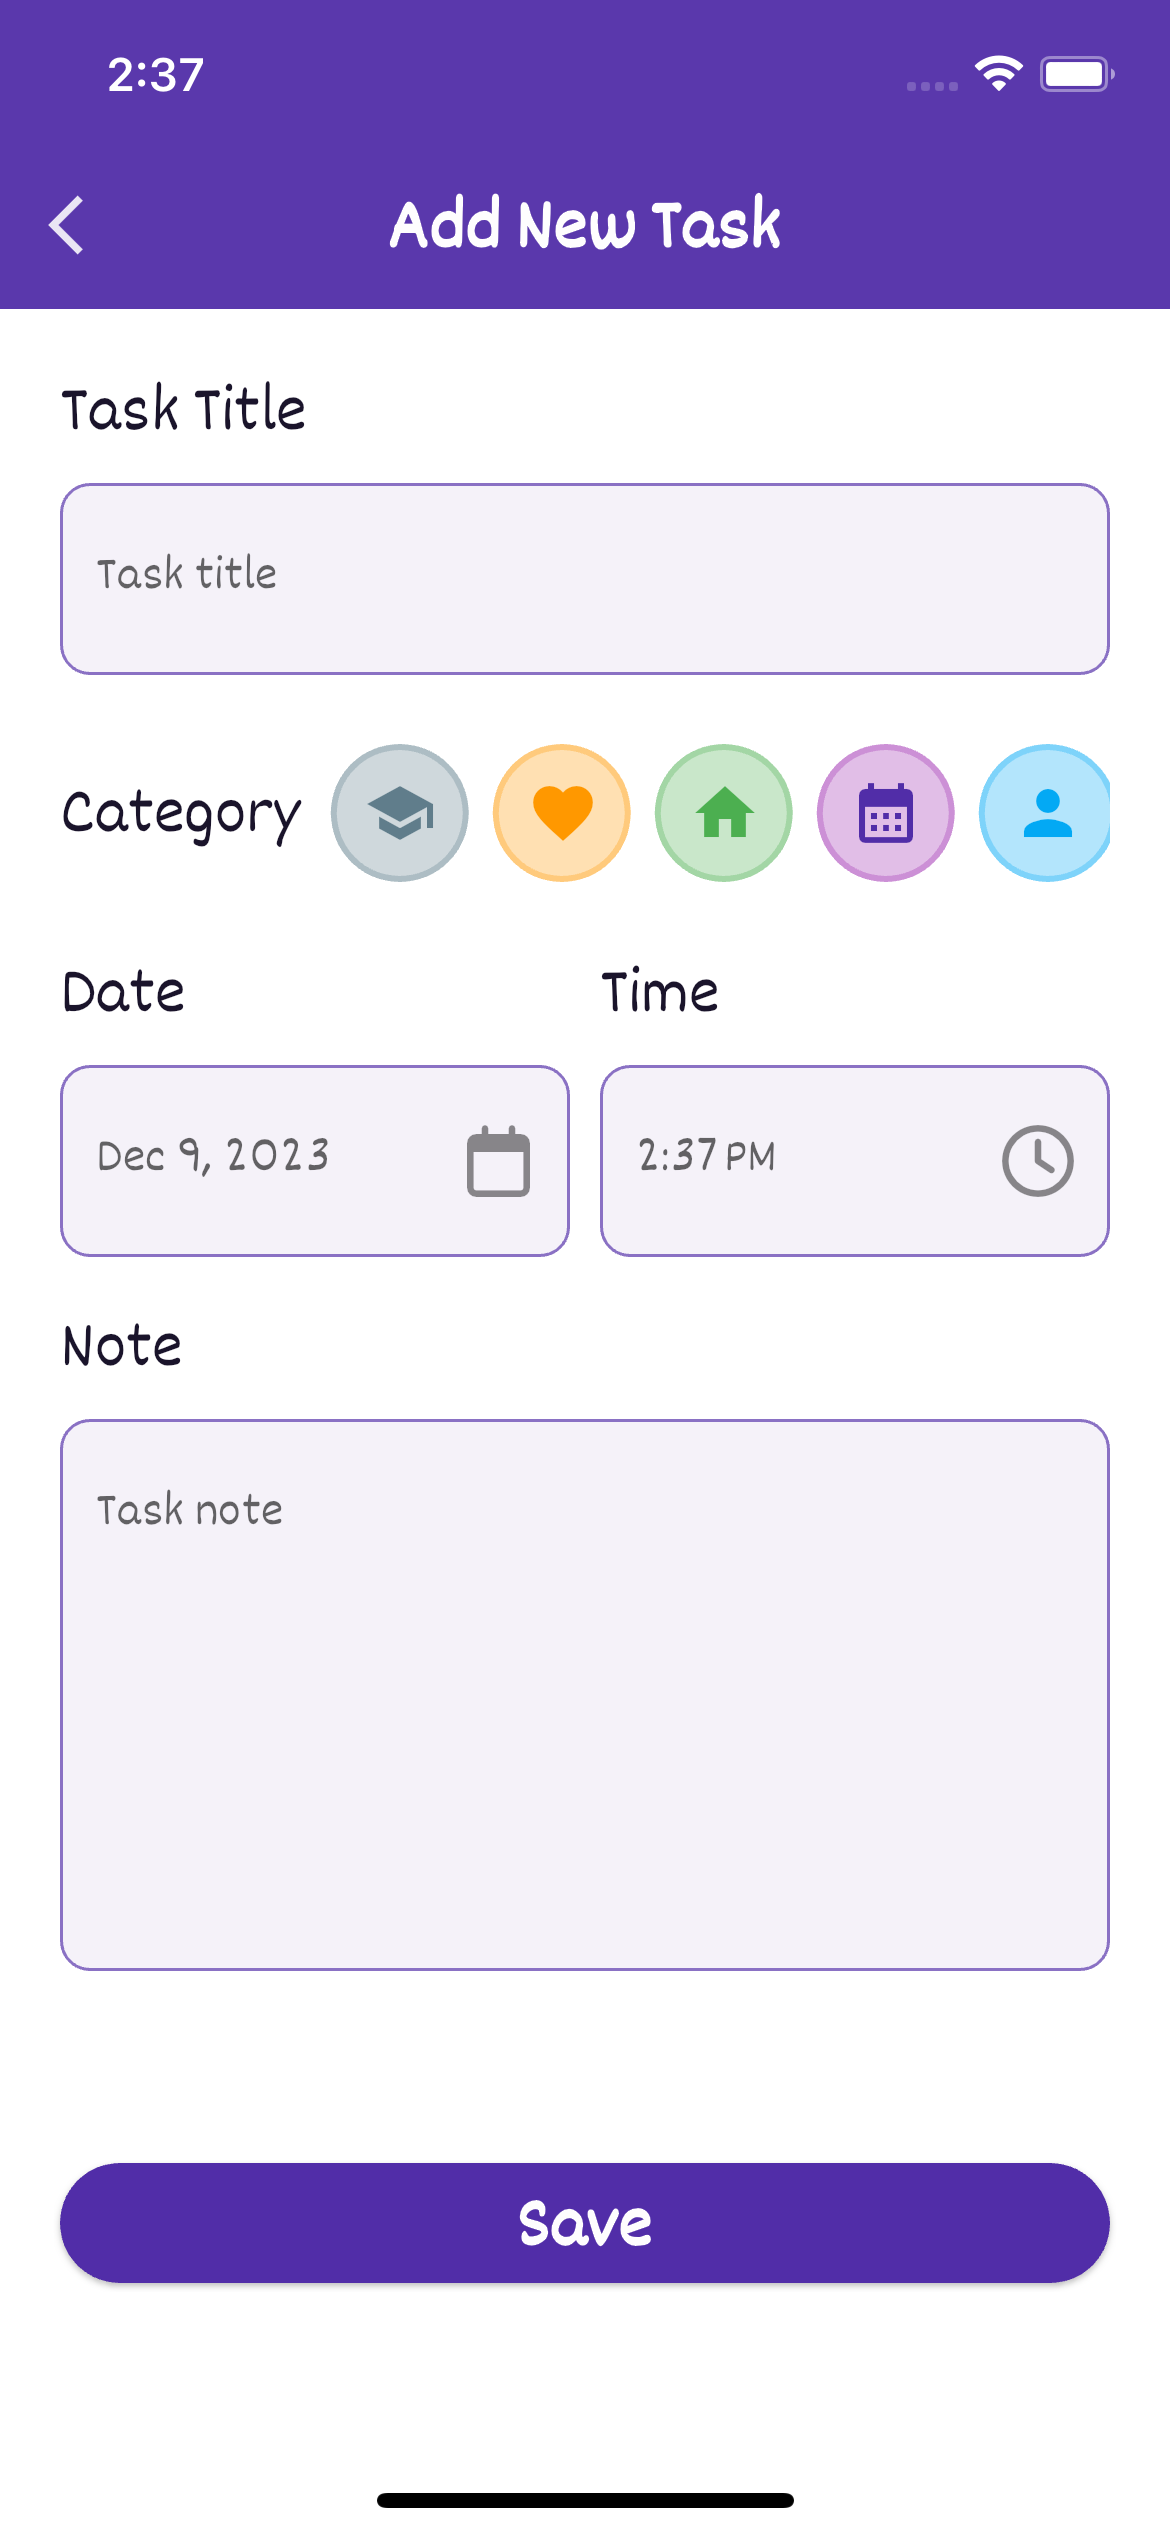 2:37
Add New Task
Task Title
Task title
Category
Date Time
Dec 9, 2023 2:37 PM
Note
Task note
Save